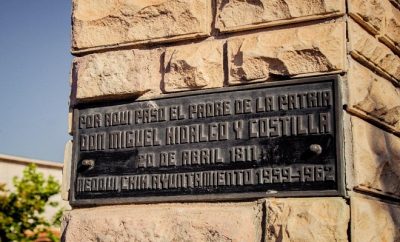 POR AQUI PASO EL PADRE DE LA PATRIA
DON MIGUEL HIDALGO Y COSTILLA
20 DE ABRIL 1811
MEOQUI CHIH. AYUNTAMIENTO 1959-1962